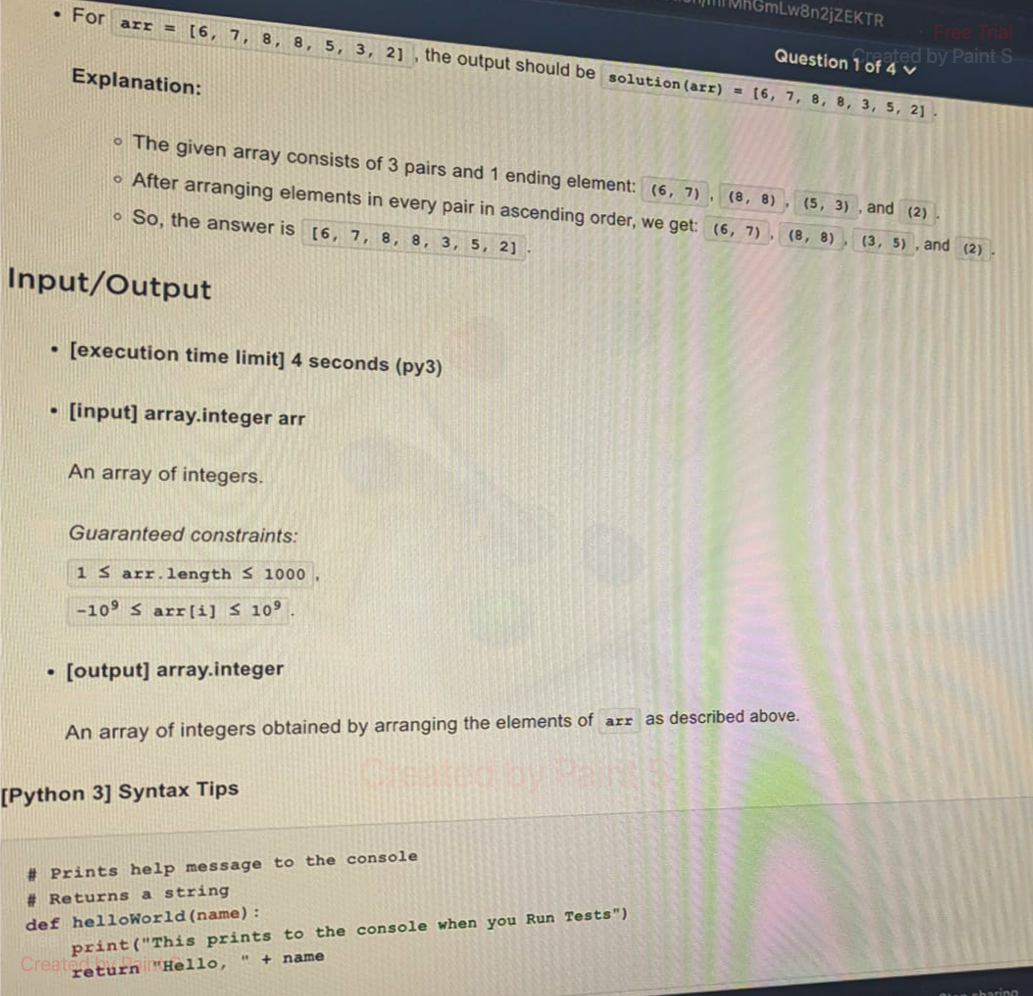 Free Trial
Created by Paint S
Question 1 of 4
• For arr = [6, 7, 8, 8, 5, 3, 2] , the output should be solution(arr) = [6, 7, 8, 8, 3, 5, 2] .
Explanation:
◦ The given array consists of 3 pairs and 1 ending element: (6, 7) , (8, 8) , (5, 3) , and (2) .
◦ After arranging elements in every pair in ascending order, we get: (6, 7) , (8, 8) , (3, 5) , and (2) .
◦ So, the answer is [6, 7, 8, 8, 3, 5, 2] .
Input/Output
• [execution time limit] 4 seconds (py3)
• [input] array.integer arr
An array of integers.
Guaranteed constraints:
1 ≤ arr.length ≤ 1000 ,
-10⁹ ≤ arr[i] ≤ 10⁹ .
• [output] array.integer
An array of integers obtained by arranging the elements of arr as described above.
Created by Paint S
[Python 3] Syntax Tips
# Prints help message to the console
# Returns a string
def helloWorld(name):
    print("This prints to the console when you Run Tests")
    return "Hello, " + name
Created by Paint S
sharing